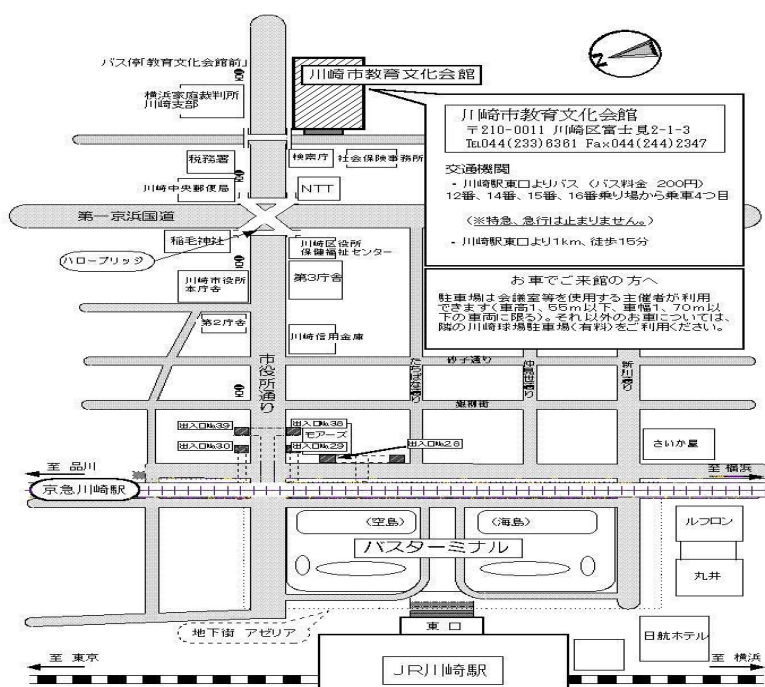 バス停「教育文化会館前」
川崎市教育文化会館
横浜家庭裁判所
川崎支部
N
川崎市教育文化会館
〒210-0011 川崎区富士見2-1-3
℡044(233)6361 Fax044(244)2347
交通機関
・川崎駅東口よりバス (バス料金 200円)
12番、14番、15番、16番乗り場から乗車4つ目
(※特急、急行は止まりません。)
・川崎駅東口より1km、徒歩15分
お車でご来館の方へ
駐車場は会議室等を使用する主催者が利用
できます(車高1、55m以下、車幅1、70m以
下の車両に限る)。それ以外のお車については、
隣の川崎球場駐車場(有料)をご利用ください。
税務署
検察庁
社会保険事務所
川崎中央郵便局
NTT
第一京浜国道
稲毛神社
川崎区役所
保健福祉センター
ハローブリッジ
川崎市役所
本庁舎
第3庁舎
第2庁舎
川崎信用金庫
市役所通り
砂子通り
たちばな通り
仲見世通り
新川通り
銀柳街
出入口No.39
出入口No.38
モアーズ
出入口No.30
出入口No.29
出入口No.28
さいか屋
至 品川
至 横浜
京急川崎駅
(空島)
(海島)
バスターミナル
ルフロン
丸井
地下街 アゼリア
東口
日航ホテル
至 東京
JR川崎駅
至 横浜